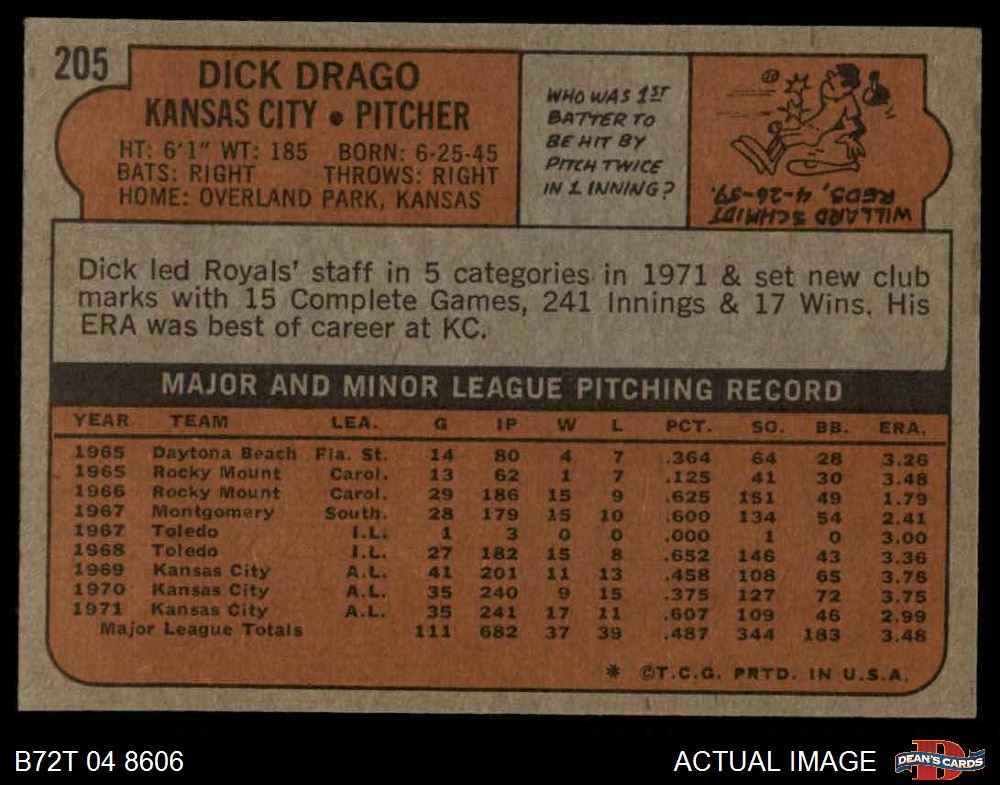 205
DICK DRAGO
KANSAS CITY • PITCHER
HT: 6'1" WT: 185 BORN: 6-25-45
BATS: RIGHT THROWS: RIGHT
HOME: OVERLAND PARK, KANSAS
WHO WAS 1ST
BATTER TO
BE HIT BY
PITCH TWICE
IN 1 INNING?
WILLARD SCHMIDT
REDS, 4-26-59.
Dick led Royals' staff in 5 categories in 1971 & set new club
marks with 15 Complete Games, 241 Innings & 17 Wins. His
ERA was best of career at KC.
MAJOR AND MINOR LEAGUE PITCHING RECORD
YEAR TEAM LEA. G IP W L PCT. SO. BB. ERA.
1965 Daytona Beach Fla. St. 14 80 4 7 .364 64 28 3.26
1965 Rocky Mount Carol. 13 62 1 7 .125 41 30 3.48
1966 Rocky Mount Carol. 29 186 15 9 .625 151 49 1.79
1967 Montgomery South. 28 179 15 10 .600 134 54 2.41
1967 Toledo I.L. 1 3 0 0 .000 1 0 3.00
1968 Toledo I.L. 27 182 15 8 .652 146 43 3.36
1969 Kansas City A.L. 41 201 11 13 .458 108 65 3.76
1970 Kansas City A.L. 35 240 9 15 .375 127 72 3.75
1971 Kansas City A.L. 35 241 17 11 .607 109 46 2.99
Major League Totals 111 682 37 39 .487 344 183 3.48
* ©T.C.G. PRTD. IN U.S.A.
B72T 04 8606
ACTUAL IMAGE
DEAN'S CARDS